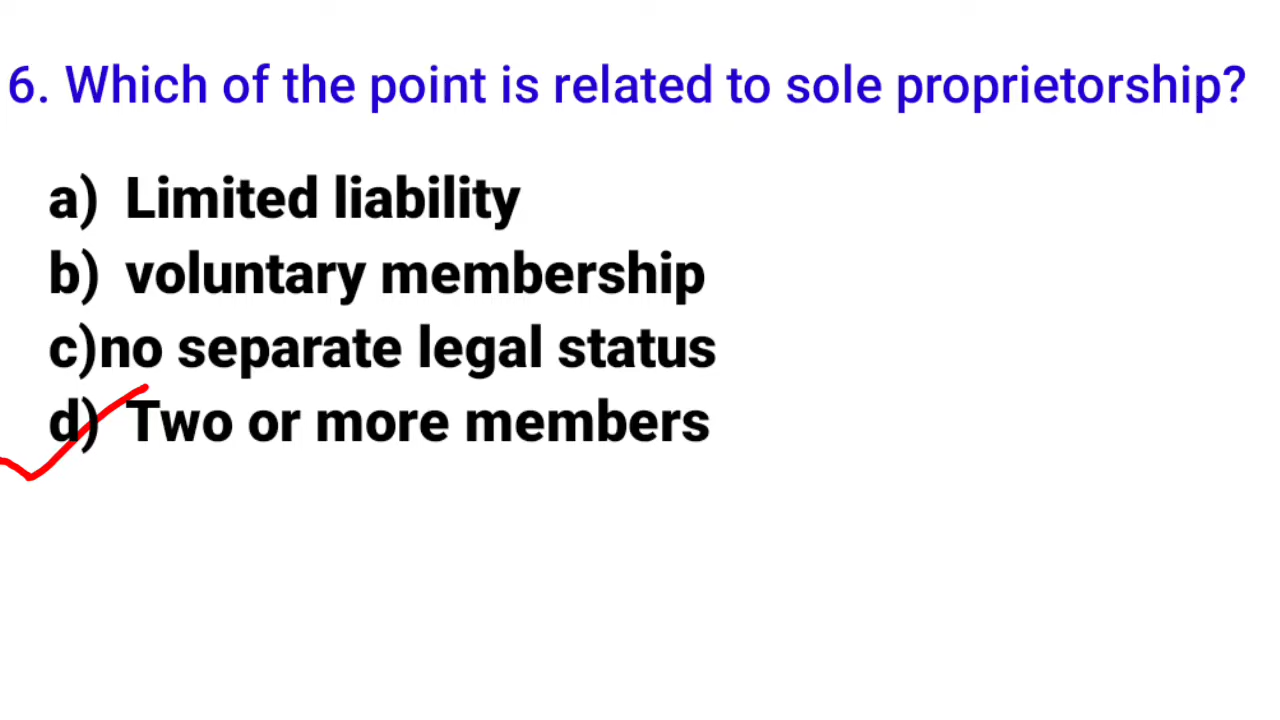 6. Which of the point is related to sole proprietorship?
a) Limited liability
b) voluntary membership
c)no separate legal status
d) Two or more members